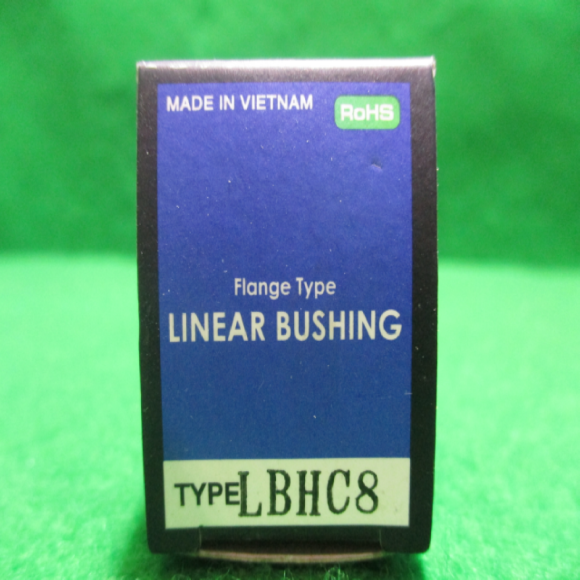 MADE IN VIETNAM
RoHS
Flange Type
LINEAR BUSHING
TYPE LBHC8